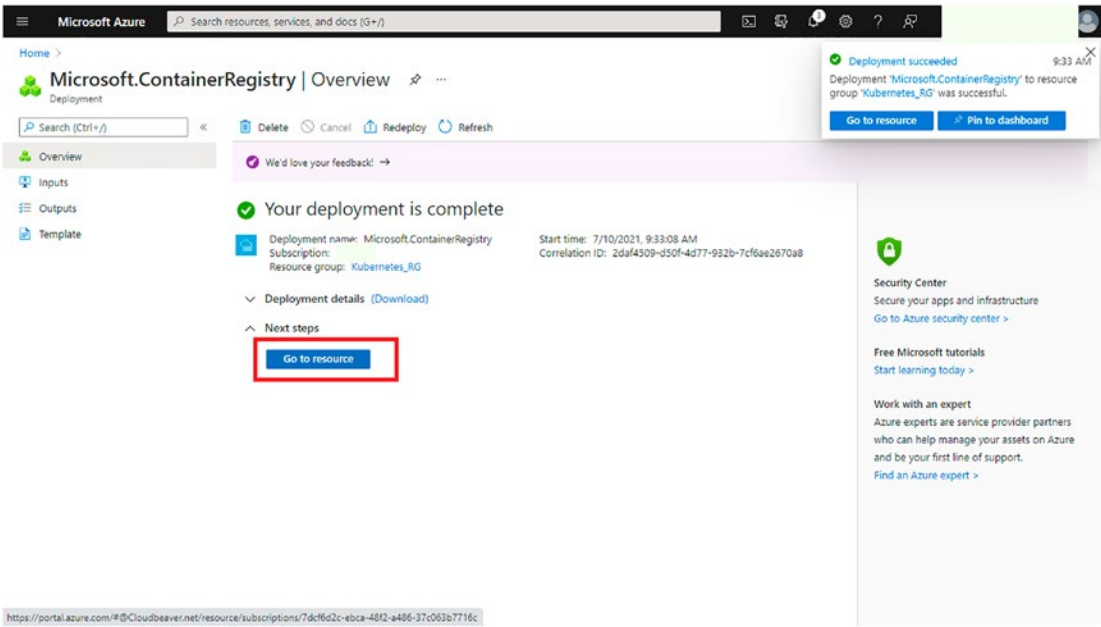 Microsoft Azure
Search resources, services, and docs (G+/)
3
Home >
Microsoft.ContainerRegistry | Overview
Deployment
Search (Ctrl+/)
Overview
Inputs
Outputs
Template
Delete
Cancel
Redeploy
Refresh
We'd love your feedback! →
Your deployment is complete
Deployment name: Microsoft.ContainerRegistry
Subscription:
Resource group: Kubernetes_RG
Start time: 7/10/2021, 9:33:08 AM
Correlation ID: 2daf4509-d50f-4d77-932b-7cf6ae2670a8
Deployment details (Download)
Next steps
Go to resource
Deployment succeeded 9:33 AM
Deployment 'Microsoft.ContainerRegistry' to resource
group 'Kubernetes_RG' was successful.
Go to resource
Pin to dashboard
Security Center
Secure your apps and infrastructure
Go to Azure security center >
Free Microsoft tutorials
Start learning today >
Work with an expert
Azure experts are service provider partners
who can help manage your assets on Azure
and be your first line of support.
Find an Azure expert >
https://portal.azure.com/#@Cloudbeaver.net/resource/subscriptions/7dcf6d2c-ebca-48f2-a486-37c063b7716c